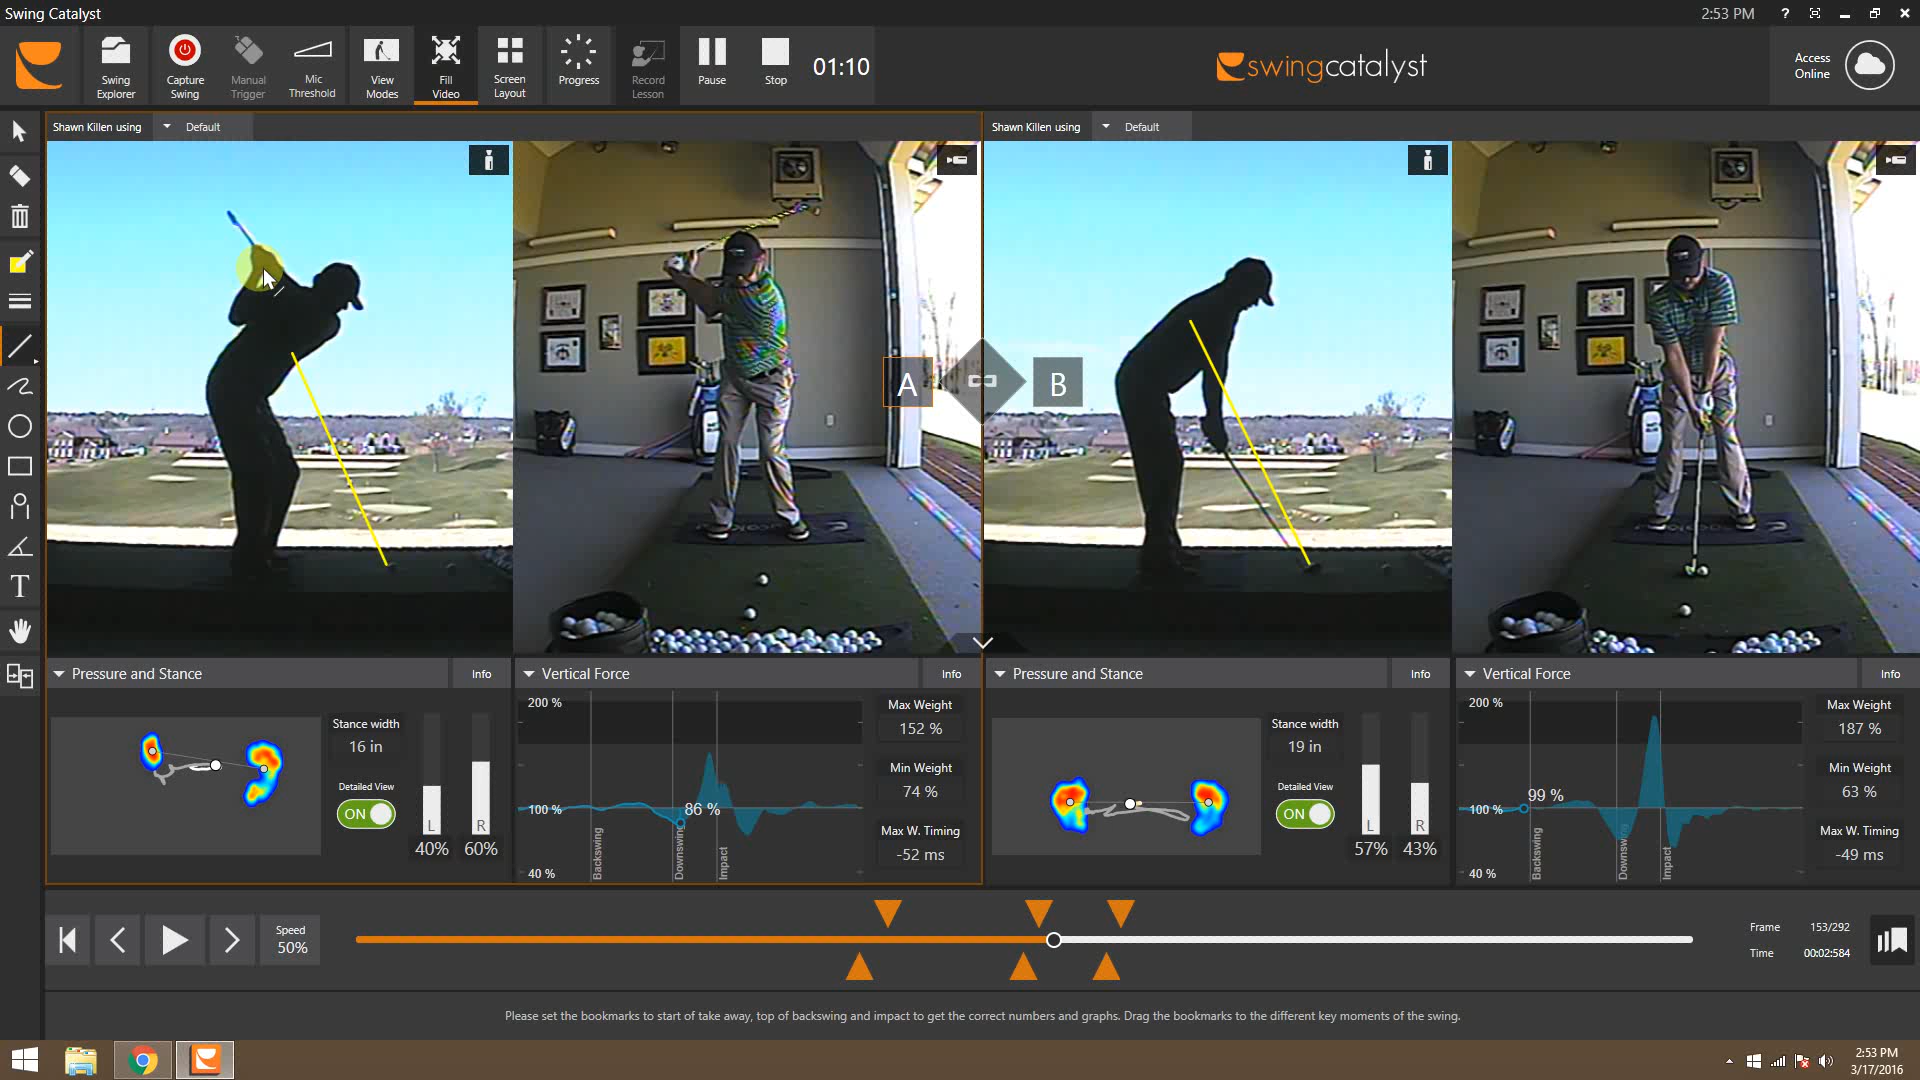 Swing Catalyst
2:53 PM
?
Swing Explorer
Capture Swing
Manual Trigger
Mic Threshold
View Modes
Fill Video
Screen Layout
Progress
Record Lesson
Pause
Stop
01:10
swingcatalyst
Access Online
Shawn Killen using
Default
Shawn Killen using
Default
A
B
T
Pressure and Stance
Info
Vertical Force
Info
Pressure and Stance
Info
Vertical Force
Info
Stance width
16 in
Detailed View
ON
L
R
40%
60%
200 %
100 %
40 %
86 %
Backswing
Downswing
Impact
Max Weight
152 %
Min Weight
74 %
Max W. Timing
-52 ms
Stance width
19 in
Detailed View
ON
L
R
57%
43%
200 %
100 %
40 %
99 %
Backswing
Downswing
Impact
Max Weight
187 %
Min Weight
63 %
Max W. Timing
-49 ms
Speed
50%
Frame 153/292
Time 00:02:584
Please set the bookmarks to start of take away, top of backswing and impact to get the correct numbers and graphs. Drag the bookmarks to the different key moments of the swing.
2:53 PM
3/17/2016